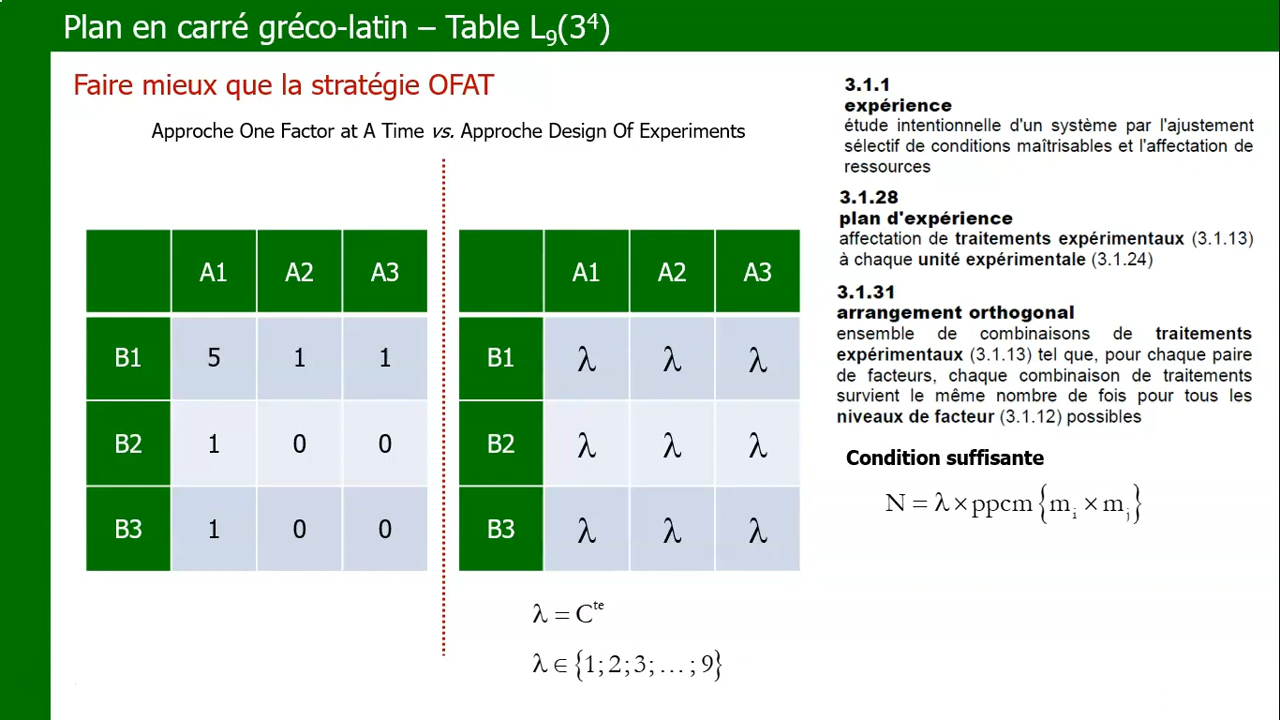 Plan en carré gréco-latin – Table L₉(3⁴)
Faire mieux que la stratégie OFAT
Approche One Factor at A Time vs. Approche Design Of Experiments
A1 A2 A3
B1 5 1 1
B2 1 0 0
B3 1 0 0
A1 A2 A3
B1 λ λ λ
B2 λ λ λ
B3 λ λ λ
λ = Cᵗᵉ
λ ∈ {1; 2; 3; … ; 9}
3.1.1
expérience
étude intentionnelle d'un système par l'ajustement
sélectif de conditions maîtrisables et l'affectation de
ressources
3.1.28
plan d'expérience
affectation de traitements expérimentaux (3.1.13)
à chaque unité expérimentale (3.1.24)
3.1.31
arrangement orthogonal
ensemble de combinaisons de traitements
expérimentaux (3.1.13) tel que, pour chaque paire
de facteurs, chaque combinaison de traitements
survient le même nombre de fois pour tous les
niveaux de facteur (3.1.12) possibles
Condition suffisante
N = λ × ppcm {mᵢ × mⱼ}